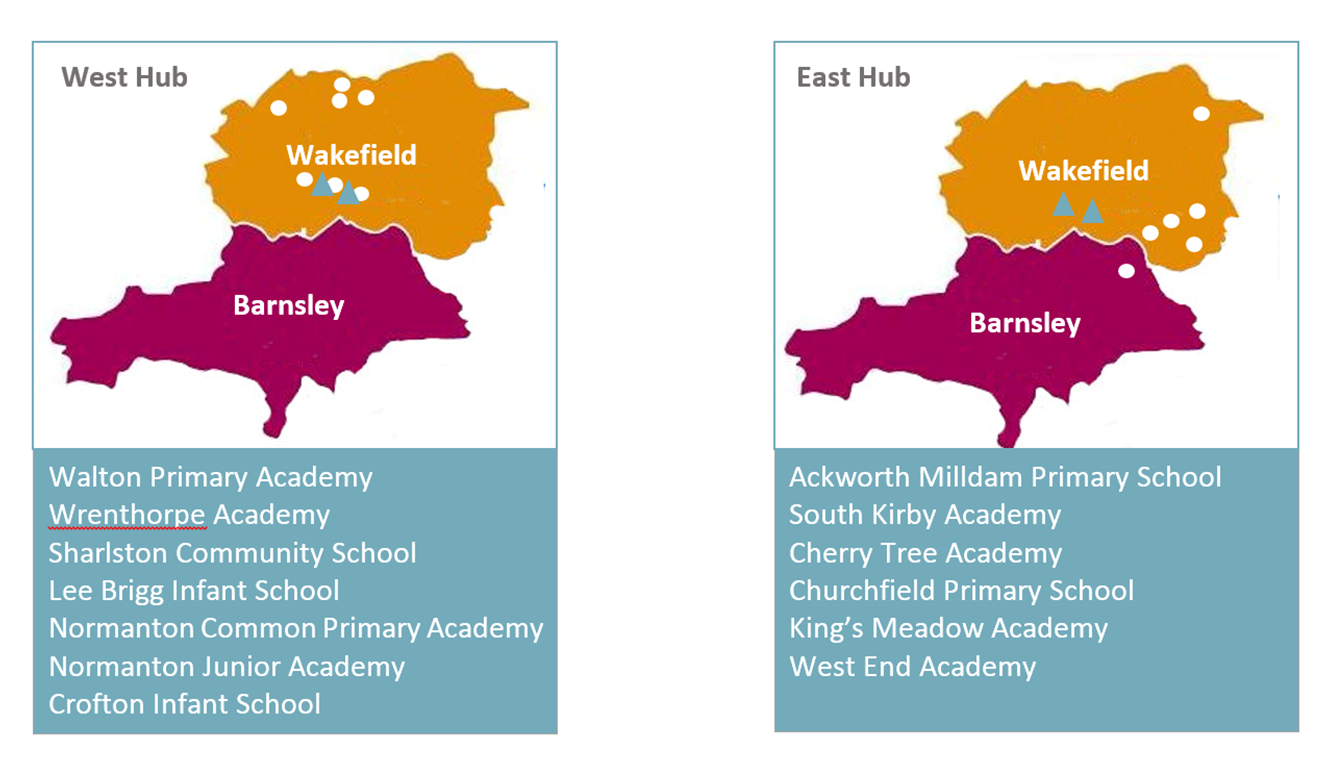 West Hub
Wakefield
Barnsley
Walton Primary Academy
Wrenthorpe Academy
Sharlston Community School
Lee Brigg Infant School
Normanton Common Primary Academy
Normanton Junior Academy
Crofton Infant School
East Hub
Wakefield
Barnsley
Ackworth Milldam Primary School
South Kirby Academy
Cherry Tree Academy
Churchfield Primary School
King's Meadow Academy
West End Academy